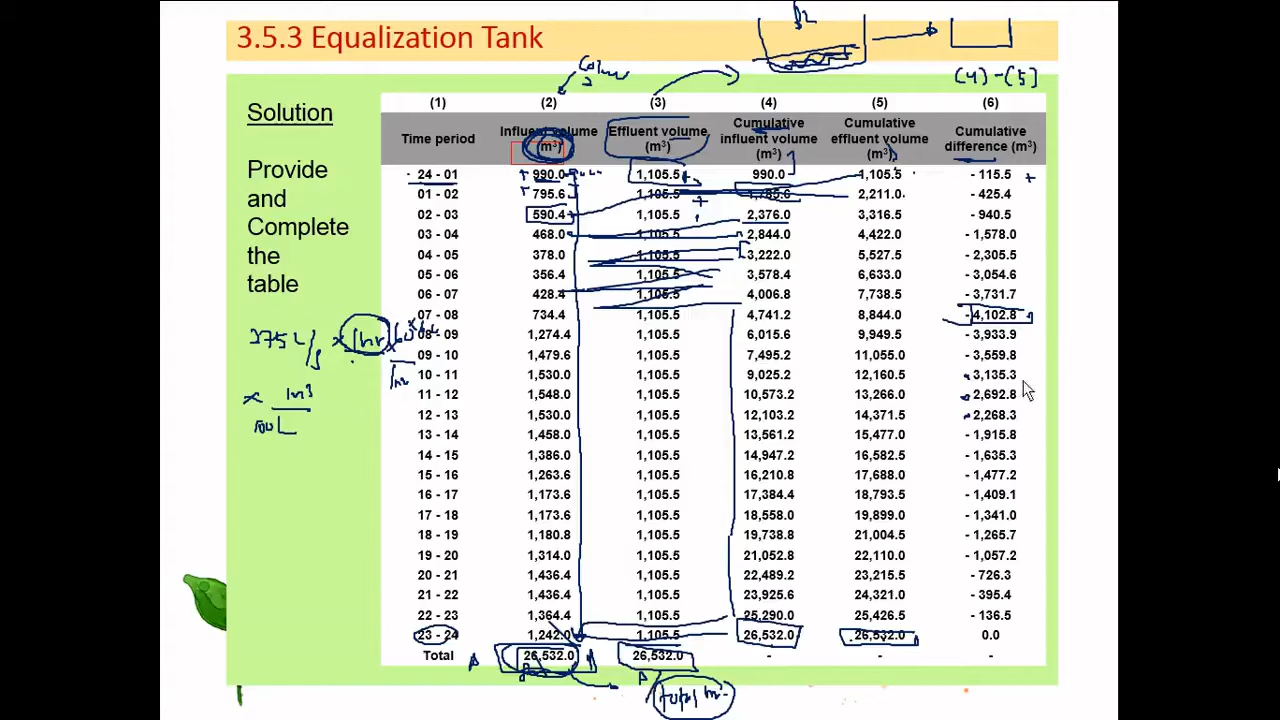 3.5.3 Equalization Tank
(4) - (5)
Solution
Provide
and
Complete
the
table
(1) (2) (3) (4) (5) (6)
Time period Influent volume (m³) Effluent volume (m³) Cumulative influent volume (m³) Cumulative effluent volume (m³) Cumulative difference (m³)
24 - 01 990.0 1,105.5 990.0 1,105.5 - 115.5
01 - 02 795.6 1,105.5 1,785.6 2,211.0 - 425.4
02 - 03 590.4 1,105.5 2,376.0 3,316.5 - 940.5
03 - 04 468.0 1,105.5 2,844.0 4,422.0 - 1,578.0
04 - 05 378.0 1,105.5 3,222.0 5,527.5 - 2,305.5
05 - 06 356.4 1,105.5 3,578.4 6,633.0 - 3,054.6
06 - 07 428.4 1,105.5 4,006.8 7,738.5 - 3,731.7
07 - 08 734.4 1,105.5 4,741.2 8,844.0 - 4,102.8
08 - 09 1,274.4 1,105.5 6,015.6 9,949.5 - 3,933.9
09 - 10 1,479.6 1,105.5 7,495.2 11,055.0 - 3,559.8
10 - 11 1,530.0 1,105.5 9,025.2 12,160.5 - 3,135.3
11 - 12 1,548.0 1,105.5 10,573.2 13,266.0 - 2,692.8
12 - 13 1,530.0 1,105.5 12,103.2 14,371.5 - 2,268.3
13 - 14 1,458.0 1,105.5 13,561.2 15,477.0 - 1,915.8
14 - 15 1,386.0 1,105.5 14,947.2 16,582.5 - 1,635.3
15 - 16 1,263.6 1,105.5 16,210.8 17,688.0 - 1,477.2
16 - 17 1,173.6 1,105.5 17,384.4 18,793.5 - 1,409.1
17 - 18 1,173.6 1,105.5 18,558.0 19,899.0 - 1,341.0
18 - 19 1,180.8 1,105.5 19,738.8 21,004.5 - 1,265.7
19 - 20 1,314.0 1,105.5 21,052.8 22,110.0 - 1,057.2
20 - 21 1,436.4 1,105.5 22,489.2 23,215.5 - 726.3
21 - 22 1,436.4 1,105.5 23,925.6 24,321.0 - 395.4
22 - 23 1,364.4 1,105.5 25,290.0 25,426.5 - 136.5
23 - 24 1,242.0 1,105.5 26,532.0 26,532.0 0.0
Total 26,532.0 26,532.0 - - -